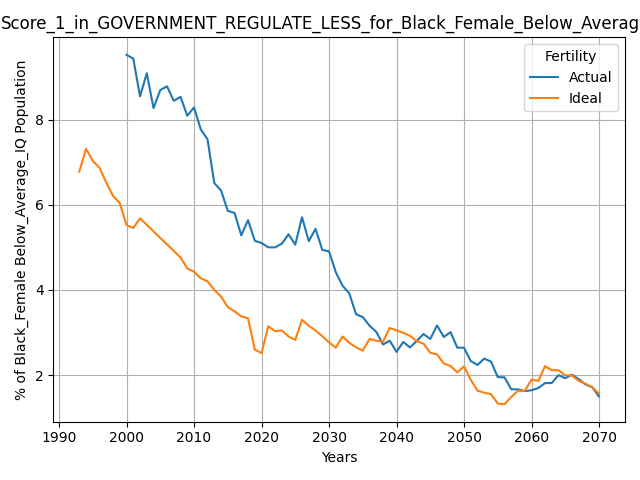 Score_1_in_GOVERNMENT_REGULATE_LESS_for_Black_Female_Below_Averag
% of Black_Female Below_Average_IQ Population
Fertility
Actual
Ideal
8
6
4
2
1990 2000 2010 2020 2030 2040 2050 2060 2070
Years